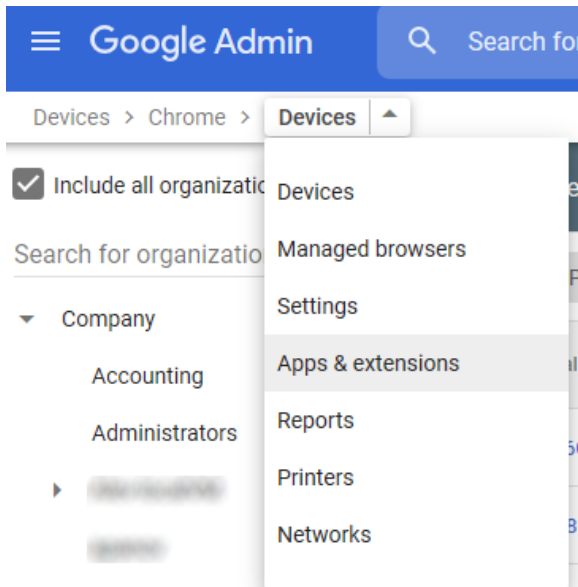 Google Admin
Search for
Devices > Chrome > Devices
Include all organizatio
Search for organizatio
Company
Accounting
Administrators
Devices
Managed browsers
Settings
Apps & extensions
Reports
Printers
Networks